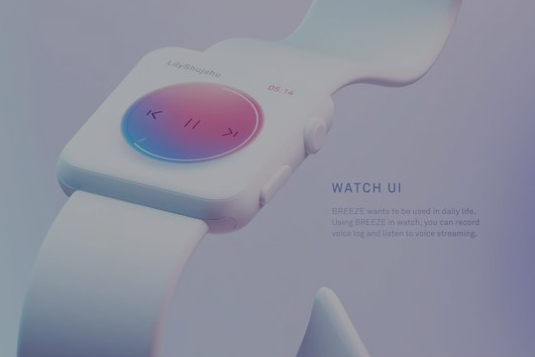 LilyShujshe
05:14
WATCH UI
BREEZE wants to be used in daily life.
Using BREEZE in watch, you can record
voice log and listen to voice streaming.